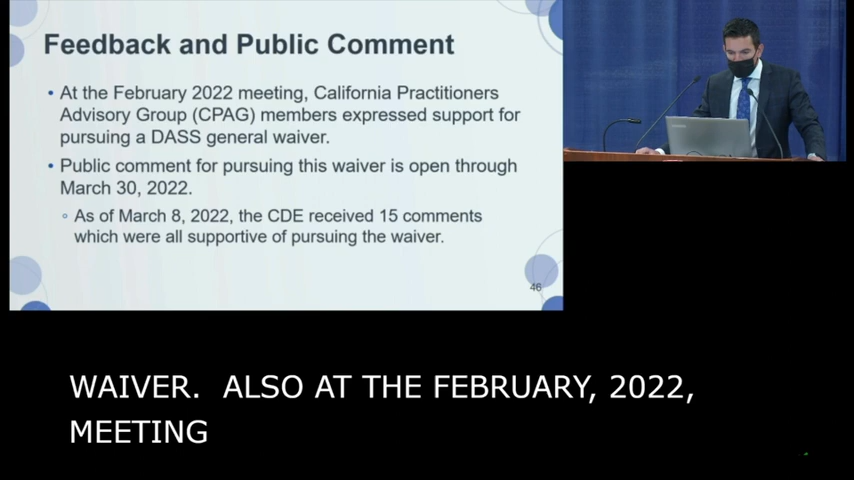 Feedback and Public Comment
• At the February 2022 meeting, California Practitioners
Advisory Group (CPAG) members expressed support for
pursuing a DASS general waiver.
• Public comment for pursuing this waiver is open through
March 30, 2022.
◦ As of March 8, 2022, the CDE received 15 comments
which were all supportive of pursuing the waiver.
46
WAIVER.  ALSO AT THE FEBRUARY, 2022,
MEETING